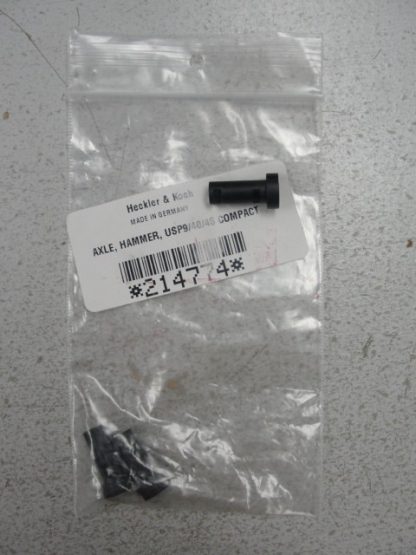 Heckler & Koch
MADE IN GERMANY
AXLE, HAMMER, USP9/40/45 COMPACT
*214774*